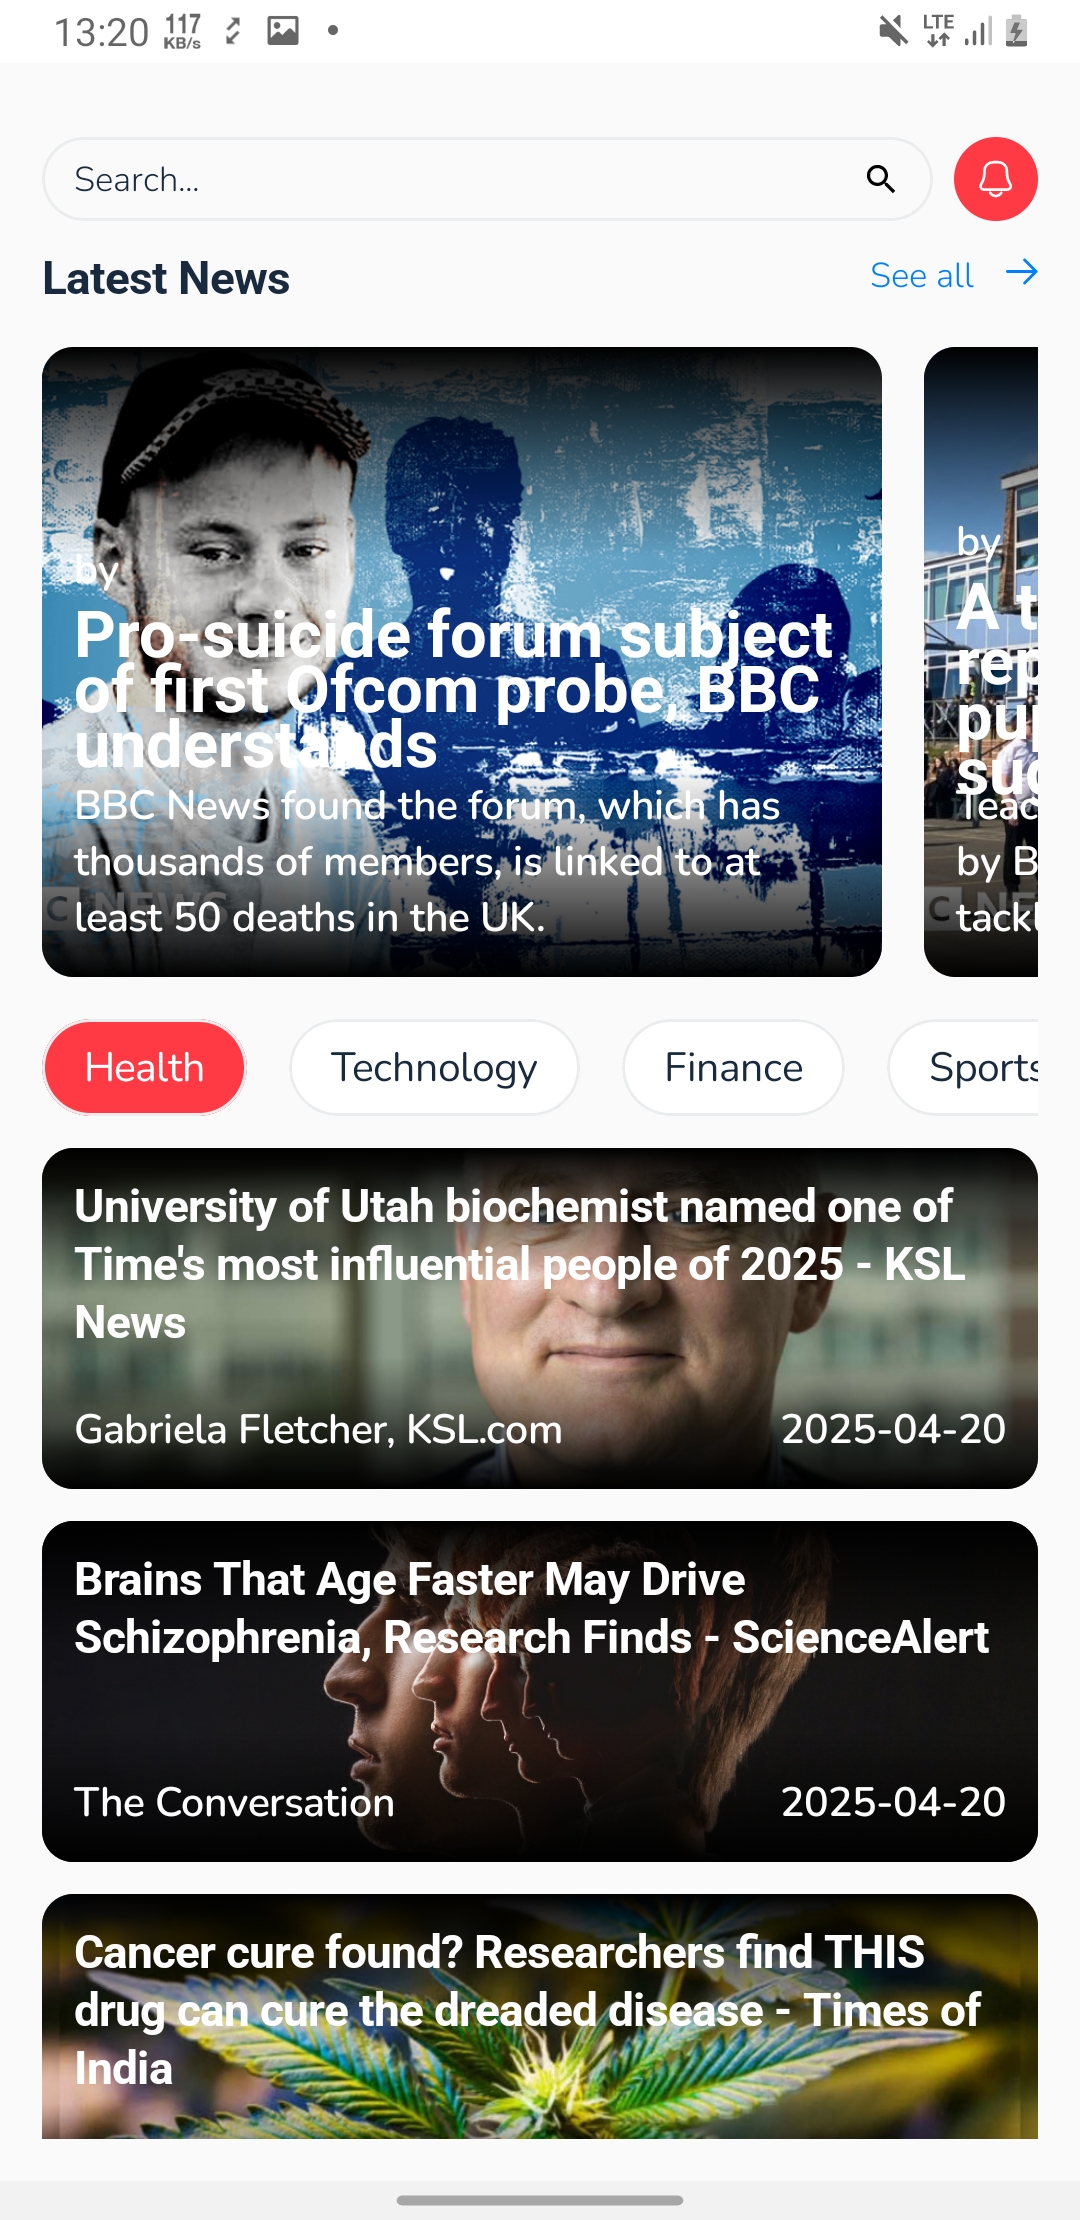 13:20 117 KB/s LTE
Search...
Latest News
See all
by
Pro-suicide forum subject
of first Ofcom probe, BBC
understands
BBC News found the forum, which has
thousands of members, is linked to at
least 50 deaths in the UK.
by
A t
rep
pup
suc
Teac
by B
tackl
Health
Technology
Finance
Sports
University of Utah biochemist named one of
Time's most influential people of 2025 - KSL
News
Gabriela Fletcher, KSL.com
2025-04-20
Brains That Age Faster May Drive
Schizophrenia, Research Finds - ScienceAlert
The Conversation
2025-04-20
Cancer cure found? Researchers find THIS
drug can cure the dreaded disease - Times of
India